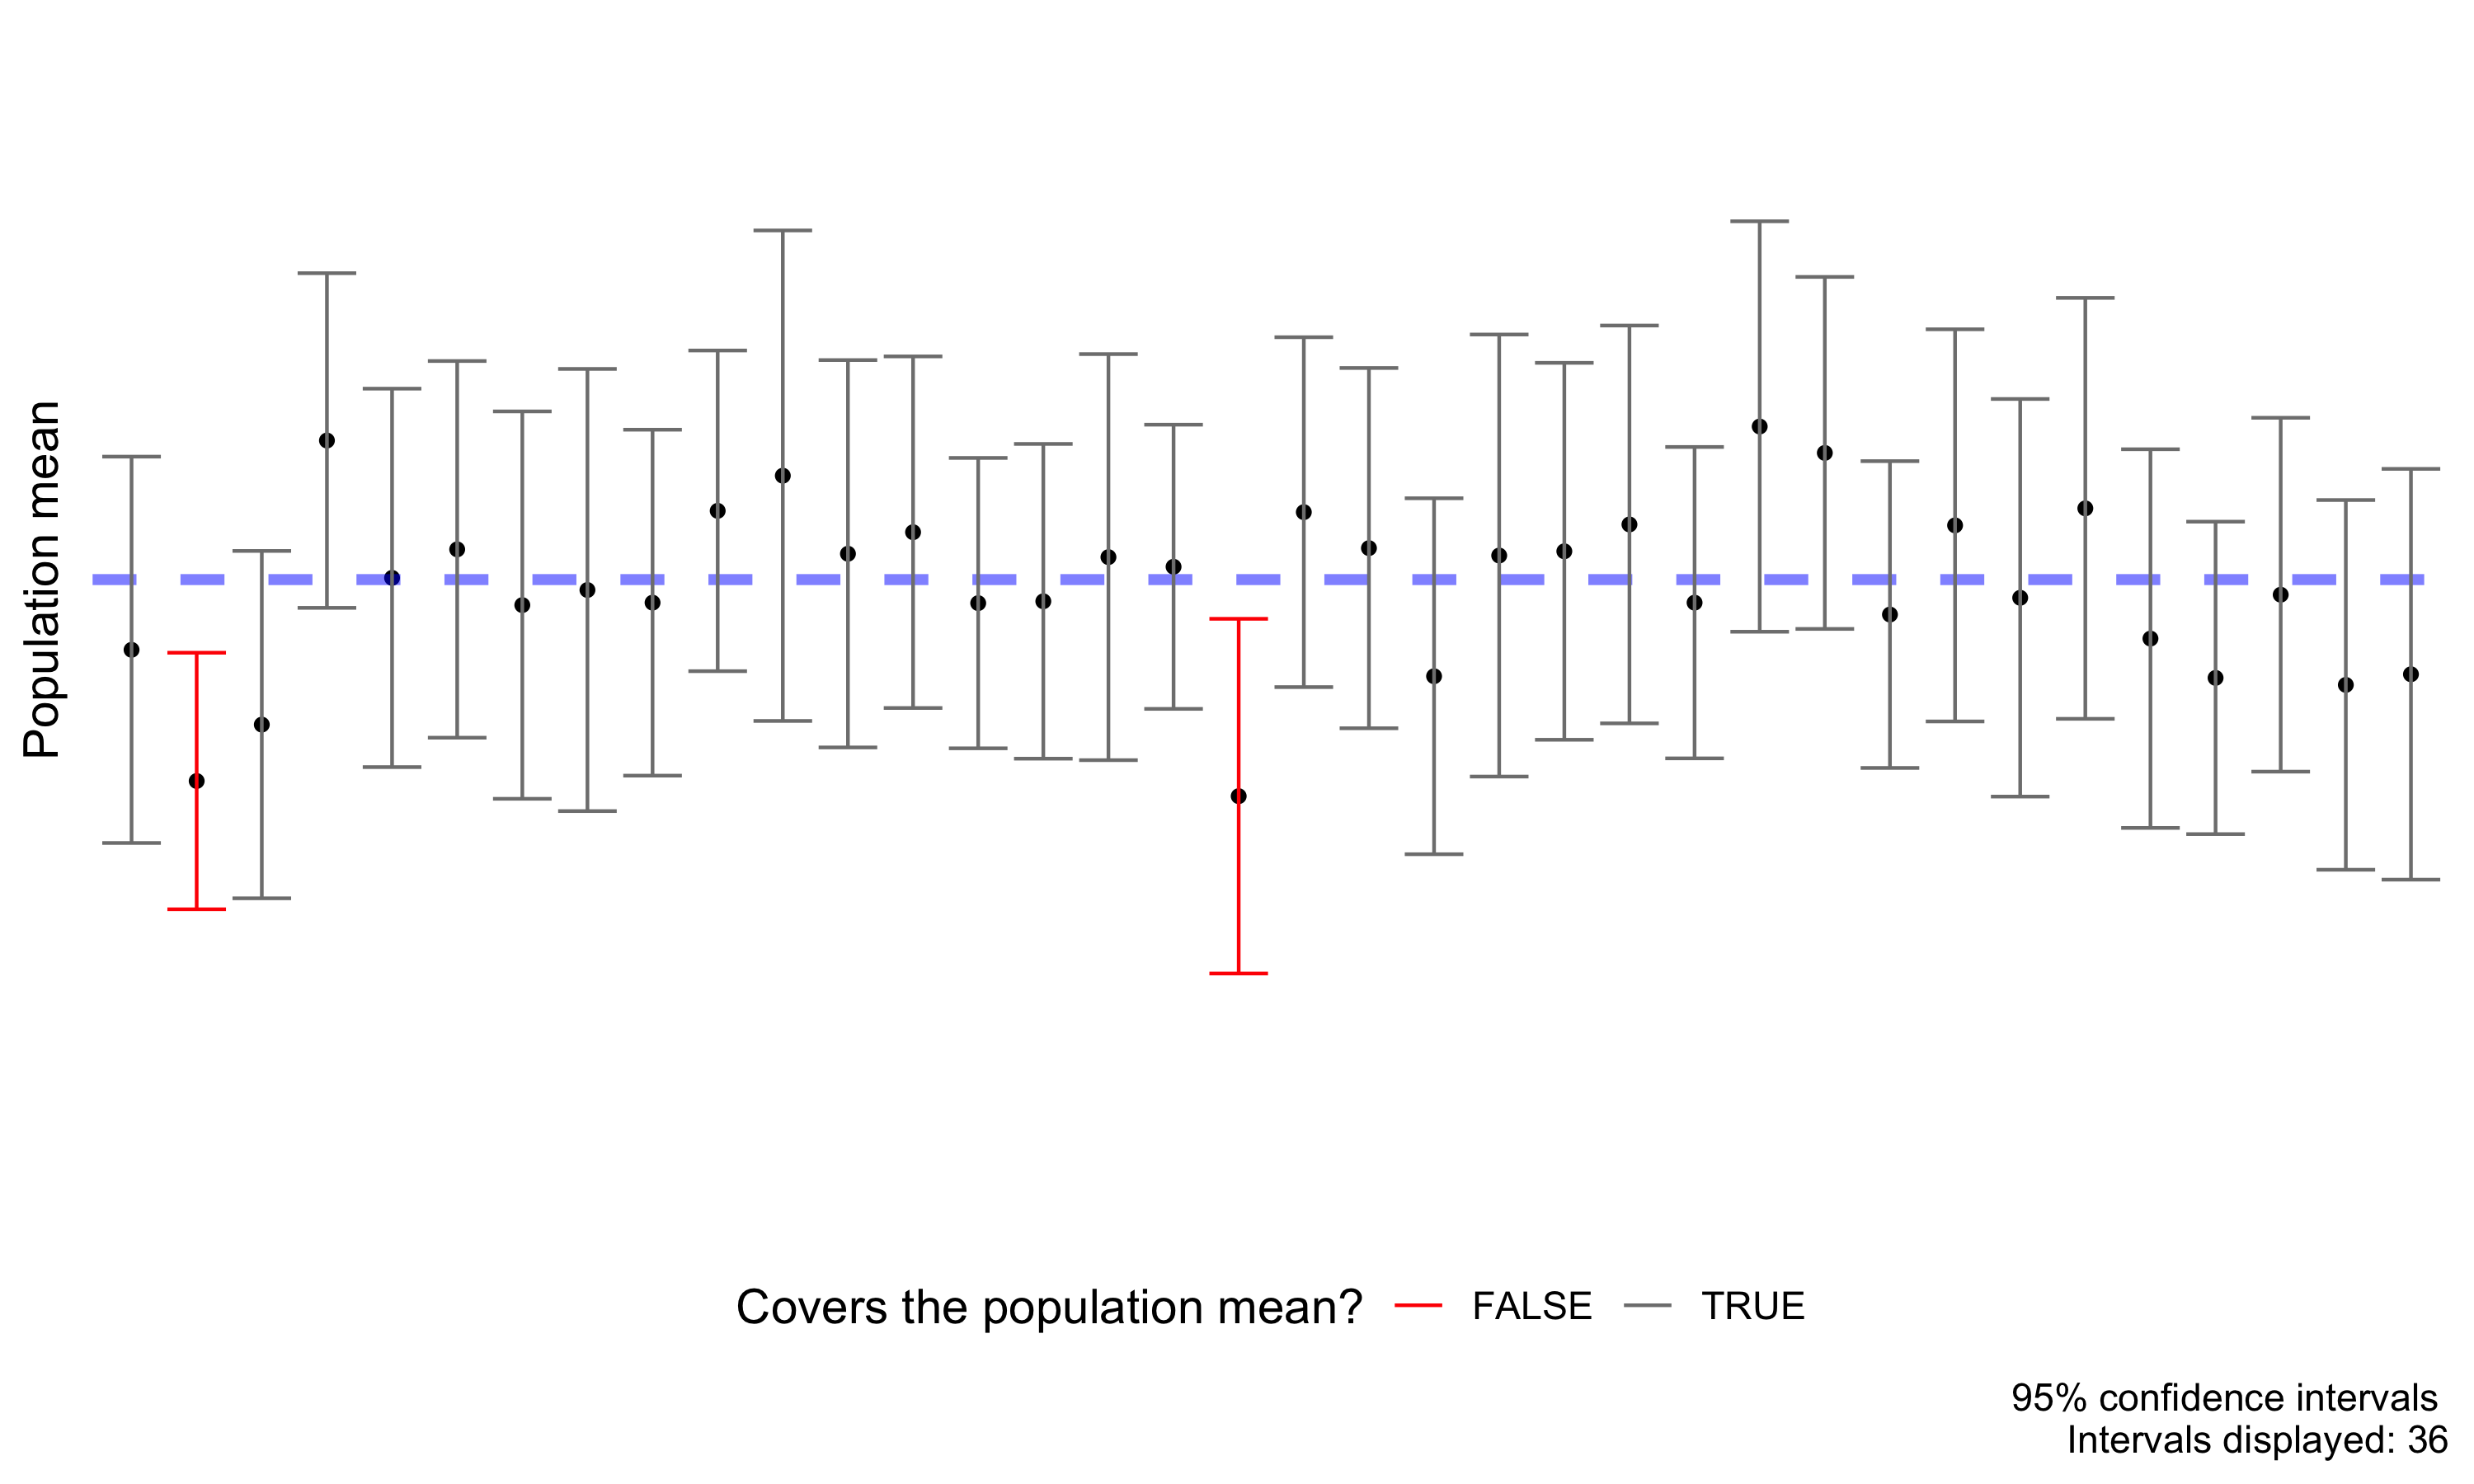 Population mean
Covers the population mean? FALSE TRUE
95% confidence intervals
Intervals displayed: 36